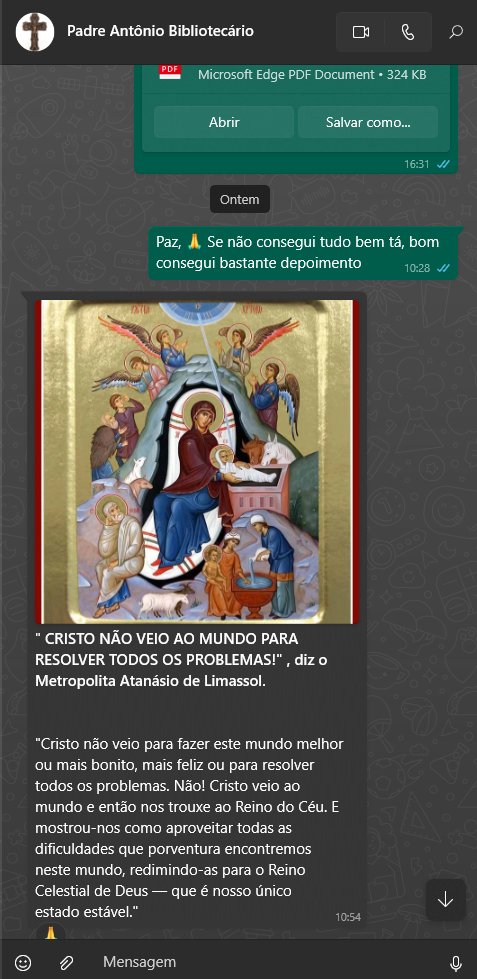 Padre Antônio Bibliotecário
PDF
Microsoft Edge PDF Document • 324 KB
Abrir
Salvar como...
16:31
Ontem
Paz, 🙏 Se não consegui tudo bem tá, bom
consegui bastante depoimento
10:28
" CRISTO NÃO VEIO AO MUNDO PARA
RESOLVER TODOS OS PROBLEMAS!" , diz o
Metropolita Atanásio de Limassol.
"Cristo não veio para fazer este mundo melhor
ou mais bonito, mais feliz ou para resolver
todos os problemas. Não! Cristo veio ao
mundo e então nos trouxe ao Reino do Céu. E
mostrou-nos como aproveitar todas as
dificuldades que porventura encontremos
neste mundo, redimindo-as para o Reino
Celestial de Deus — que é nosso único
estado estável."
10:54
🙏
Mensagem